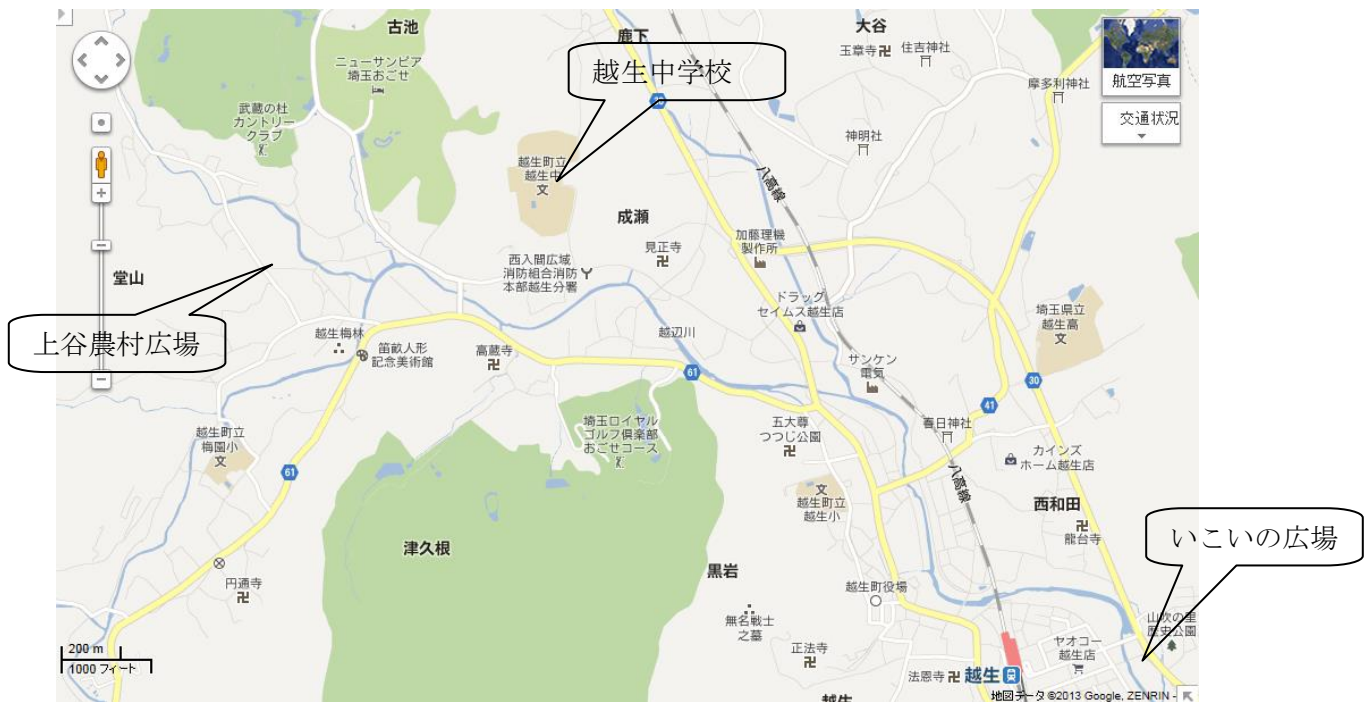 古池
鹿下
大谷
玉章寺
住吉神社
ニューサンピア
埼玉おごせ
越生中学校
30
航空写真
摩多利神社
交通状況
武蔵の杜
カントリー
クラブ
神明社
越生町立
越生中
文
八高線
成瀬
加藤理機
製作所
見正寺
西入間広域
消防組合消防
本部越生分署
堂山
ドラッグ
セイムス越生店
埼玉県立
越生高
文
上谷農村広場
越生梅林
笛畝人形
記念美術館
高蔵寺
越辺川
サンケン
電気
61
30
41
埼玉ロイヤル
ゴルフ倶楽部
おごせコース
五大尊
つつじ公園
春日神社
越生町立
梅園小
文
カインズ
ホーム越生店
61
八高線
文
越生町立
越生小
西和田
龍台寺
いこいの広場
津久根
黒岩
円通寺
越生町役場
無名戦士
之墓
山吹の里
歴史公園
正法寺
ヤオコー
越生店
200 m
1000 フィート
法恩寺
越生
越生
地図データ ©2013 Google, ZENRIN -